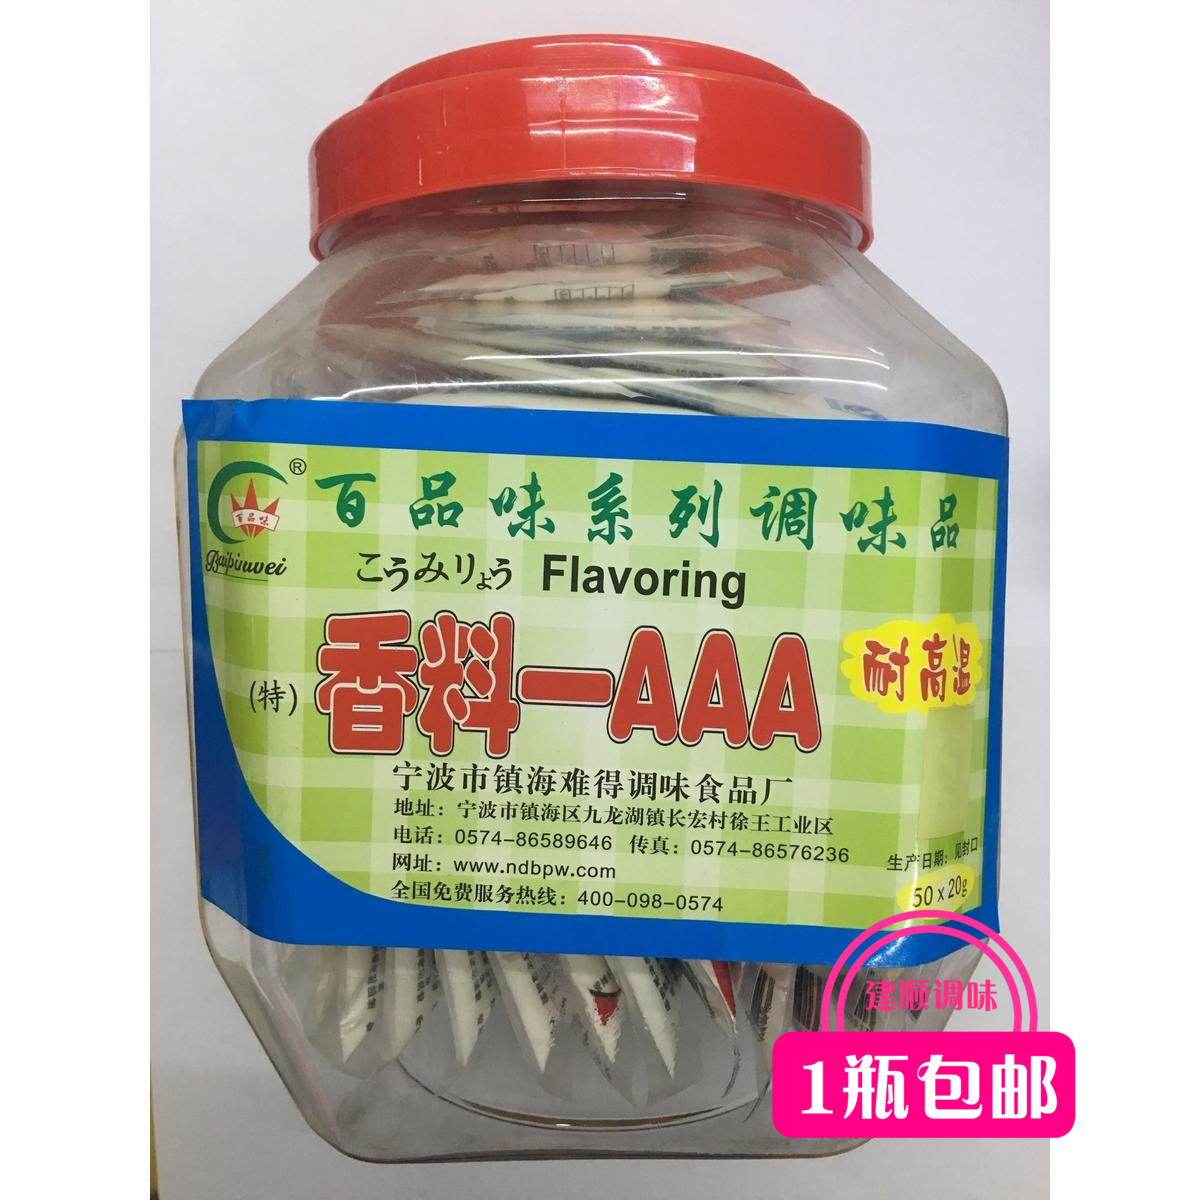 ®
百品味
Baipinwei
百品味系列调味品
こうみりょう Flavoring
(特) 香料—AAA
耐高温
宁波市镇海难得调味食品厂
地址：宁波市镇海区九龙湖镇长宏村徐王工业区
电话：0574-86589646 传真：0574-86576236
网址：www.ndbpw.com
全国免费服务热线：400-098-0574
生产日期：见封口
50 x 20g
建顺调味
1瓶包邮